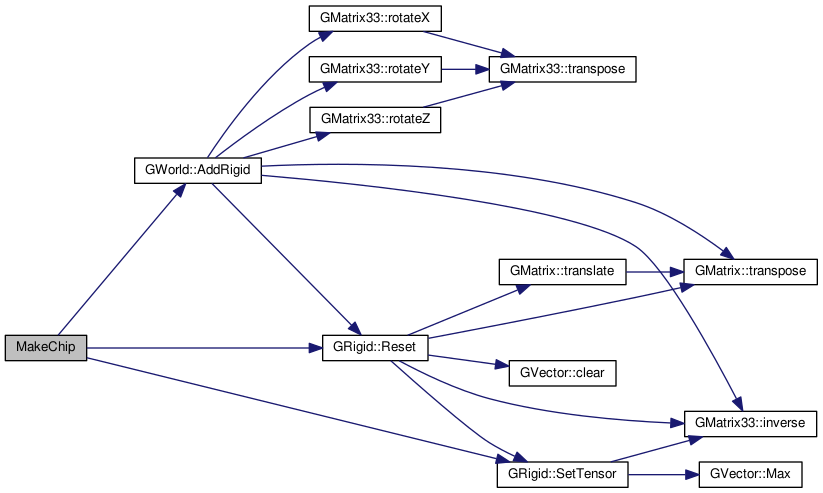 GMatrix33::rotateX
GMatrix33::rotateY
GMatrix33::transpose
GMatrix33::rotateZ
GWorld::AddRigid
GMatrix::translate
GMatrix::transpose
MakeChip
GRigid::Reset
GVector::clear
GMatrix33::inverse
GRigid::SetTensor
GVector::Max